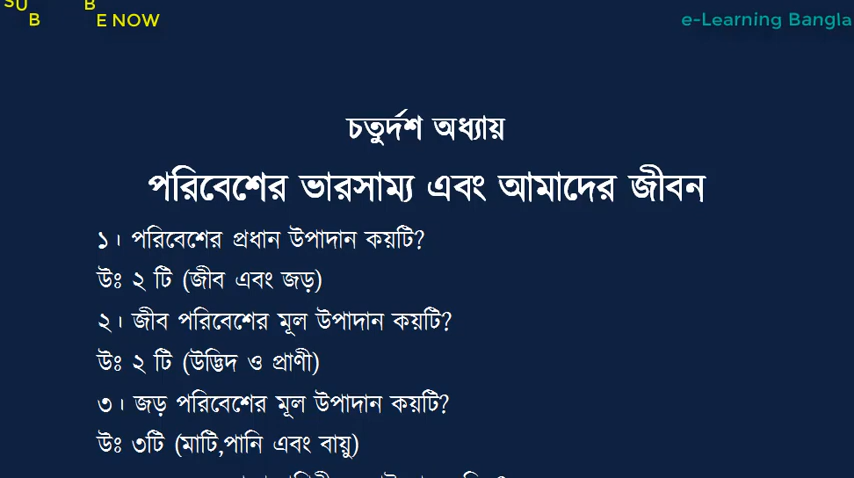 SU
B
B
E NOW
e-Learning Bangla
চতুর্দশ অধ্যায়
পরিবেশের ভারসাম্য এবং আমাদের জীবন
১। পরিবেশের প্রধান উপাদান কয়টি?
উঃ ২ টি (জীব এবং জড়)
২। জীব পরিবেশের মূল উপাদান কয়টি?
উঃ ২ টি (উদ্ভিদ ও প্রাণী)
৩। জড় পরিবেশের মূল উপাদান কয়টি?
উঃ ৩টি (মাটি,পানি এবং বায়ু)